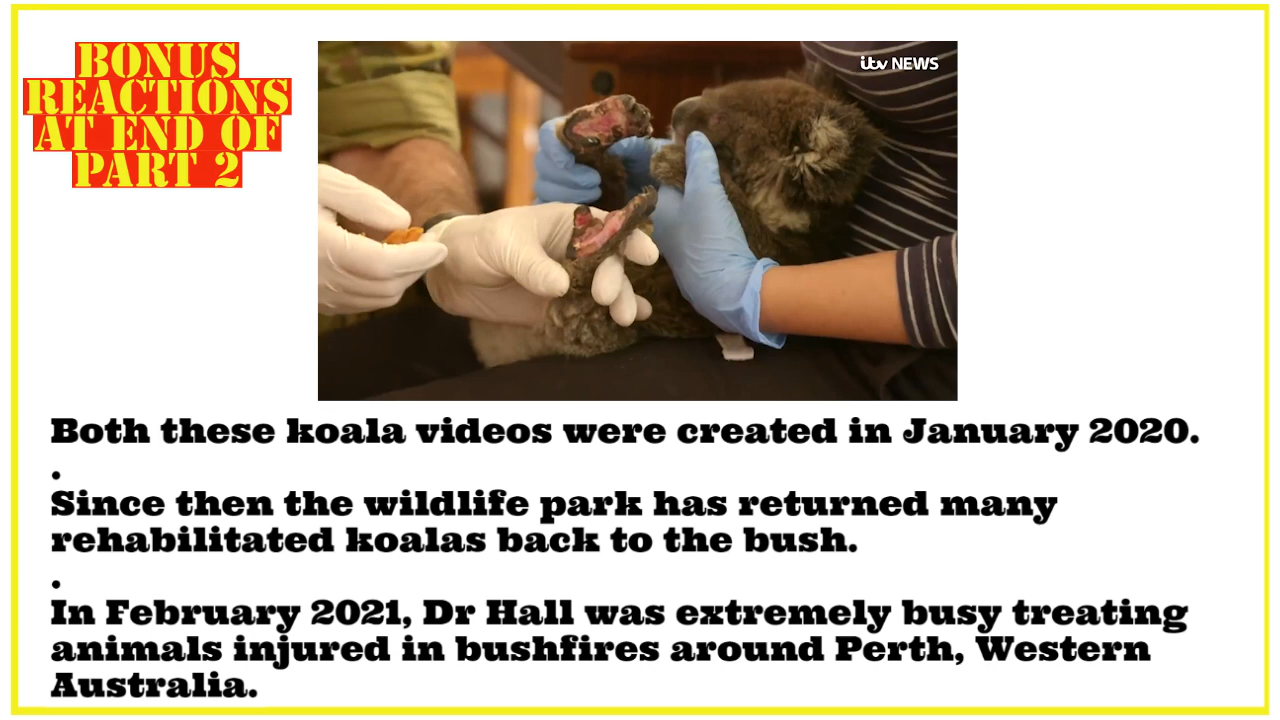 BONUS
REACTIONS
AT END OF
PART 2
itv NEWS
Both these koala videos were created in January 2020.
.
Since then the wildlife park has returned many
rehabilitated koalas back to the bush.
.
In February 2021, Dr Hall was extremely busy treating
animals injured in bushfires around Perth, Western
Australia.